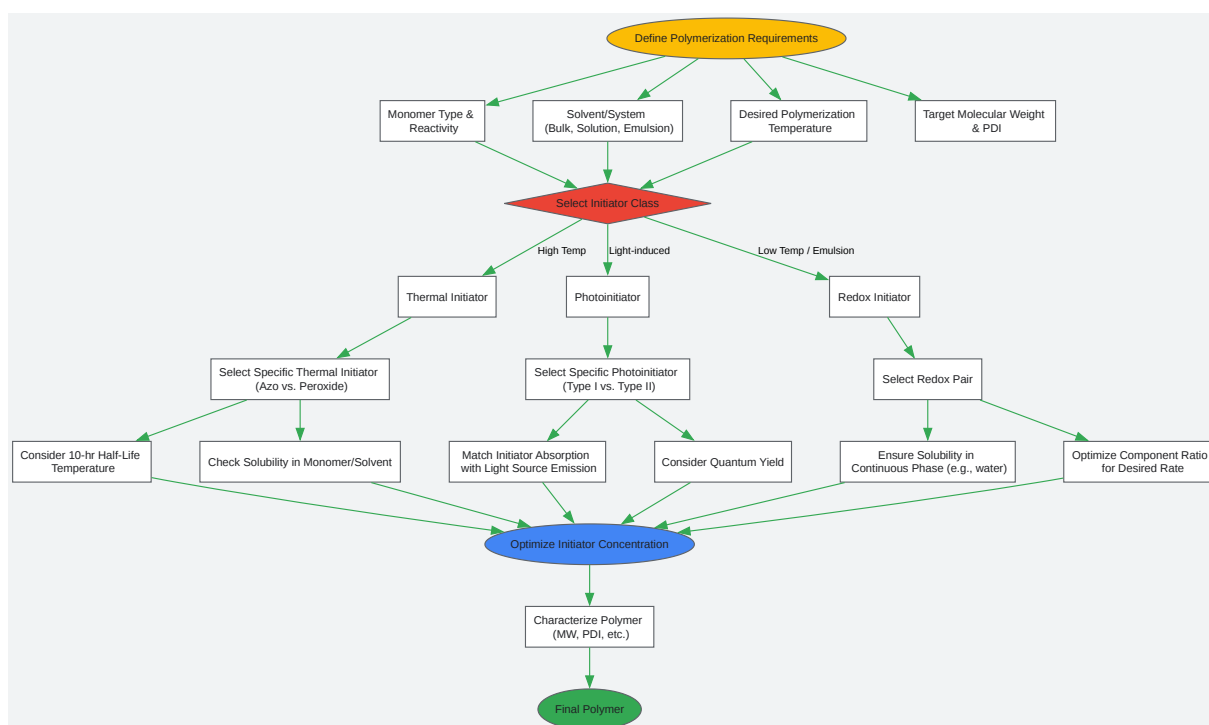 Define Polymerization Requirements
Monomer Type &
Reactivity
Solvent/System
(Bulk, Solution, Emulsion)
Desired Polymerization
Temperature
Target Molecular Weight
& PDI
Select Initiator Class
High Temp
Light-induced
Low Temp / Emulsion
Thermal Initiator
Photoinitiator
Redox Initiator
Select Specific Thermal Initiator
(Azo vs. Peroxide)
Select Specific Photoinitiator
(Type I vs. Type II)
Select Redox Pair
Consider 10-hr Half-Life
Temperature
Check Solubility in Monomer/Solvent
Match Initiator Absorption
with Light Source Emission
Consider Quantum Yield
Ensure Solubility in
Continuous Phase (e.g., water)
Optimize Component Ratio
for Desired Rate
Optimize Initiator Concentration
Characterize Polymer
(MW, PDI, etc.)
Final Polymer